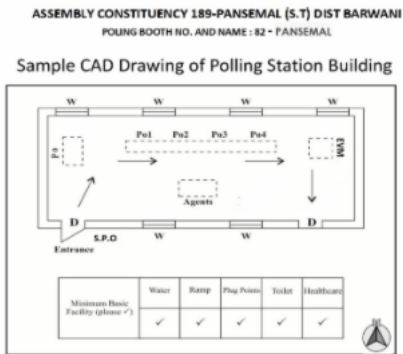 ASSEMBLY CONSTITUENCY 189-PANSEMAL (S.T) DIST BARWANI
POLING BOOTH NO. AND NAME : 82 - PANSEMAL
Sample CAD Drawing of Polling Station Building
W W W W
Po1 Po2 Po3 Po4
Po
EVM
Agents
D D
S.P.O W W
Entrance
Water Ramp Plug Points Toilet Healthcare
Minimum Basic
Facility (please ✓) ✓ ✓ ✓ ✓ ✓
N